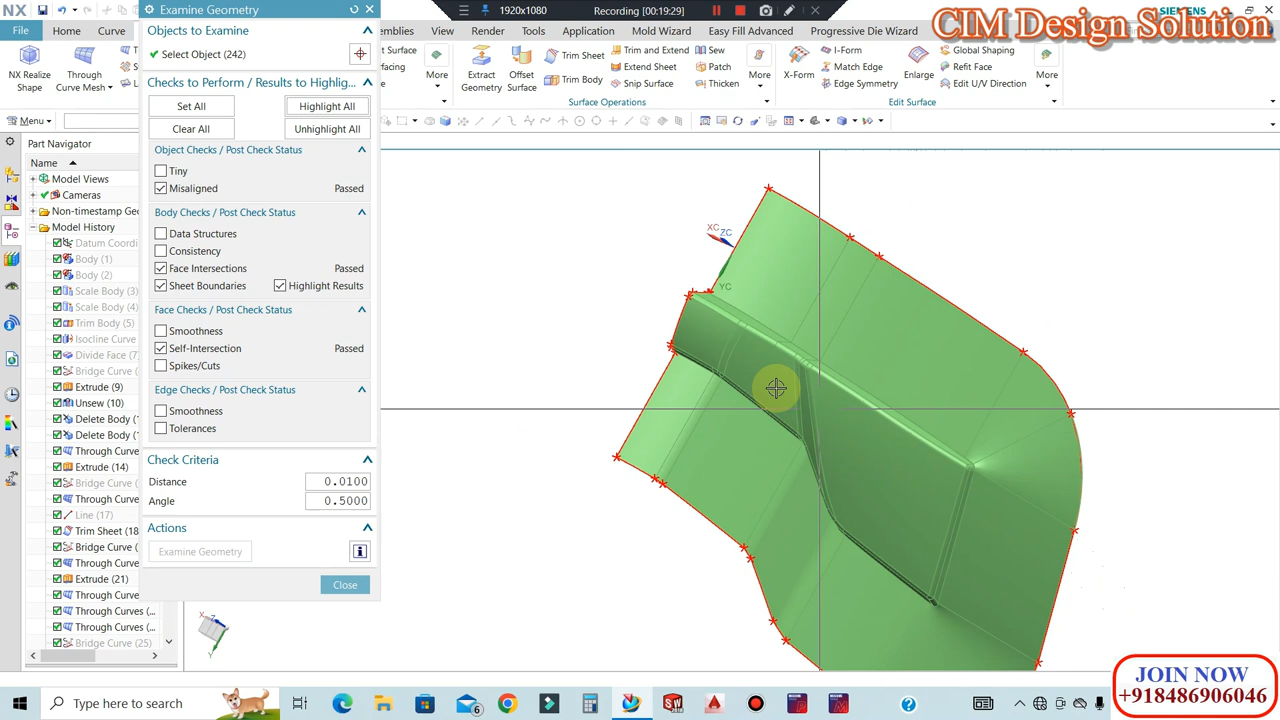 NX
1920x1080
Recording [00:19:29]
SIEMENS
CIM Design Solution
File
Home
Curve
Assemblies
View
Render
Tools
Application
Mold Wizard
Easy Fill Advanced
Progressive Die Wizard
NX Realize Shape
Through Curve Mesh
More
Extract Geometry
Offset Surface
Trim Sheet
Trim Body
Trim and Extend
Extend Sheet
Snip Surface
Sew
Patch
Thicken
More
Surface Operations
X-Form
I-Form
Match Edge
Edge Symmetry
Enlarge
Global Shaping
Refit Face
Edit U/V Direction
More
Edit Surface
Menu
Examine Geometry
Objects to Examine
Select Object (242)
Checks to Perform / Results to Highlig...
Set All
Highlight All
Clear All
Unhighlight All
Object Checks / Post Check Status
Tiny
Misaligned Passed
Body Checks / Post Check Status
Data Structures
Consistency
Face Intersections Passed
Sheet Boundaries Highlight Results
Face Checks / Post Check Status
Smoothness
Self-Intersection Passed
Spikes/Cuts
Edge Checks / Post Check Status
Smoothness
Tolerances
Check Criteria
Distance 0.0100
Angle 0.5000
Actions
Examine Geometry
Close
Part Navigator
Name
Model Views
Cameras
Non-timestamp Ge
Model History
Datum Coordi
Body (1)
Body (2)
Scale Body (3)
Scale Body (4)
Trim Body (5)
Isocline Curve
Divide Face (7)
Extrude (9)
Unsew (10)
Delete Body (
Delete Body (
Through Curv
Extrude (14)
Bridge Curve (
Through Curv
Line (17)
Trim Sheet (18
Bridge Curve (
Through Curv
Extrude (21)
Through Curv
Through Curves (...
Through Curves (...
Bridge Curve (25)
XC
ZC
YC
X
Z
Y
JOIN NOW
+918486906046
Type here to search
6